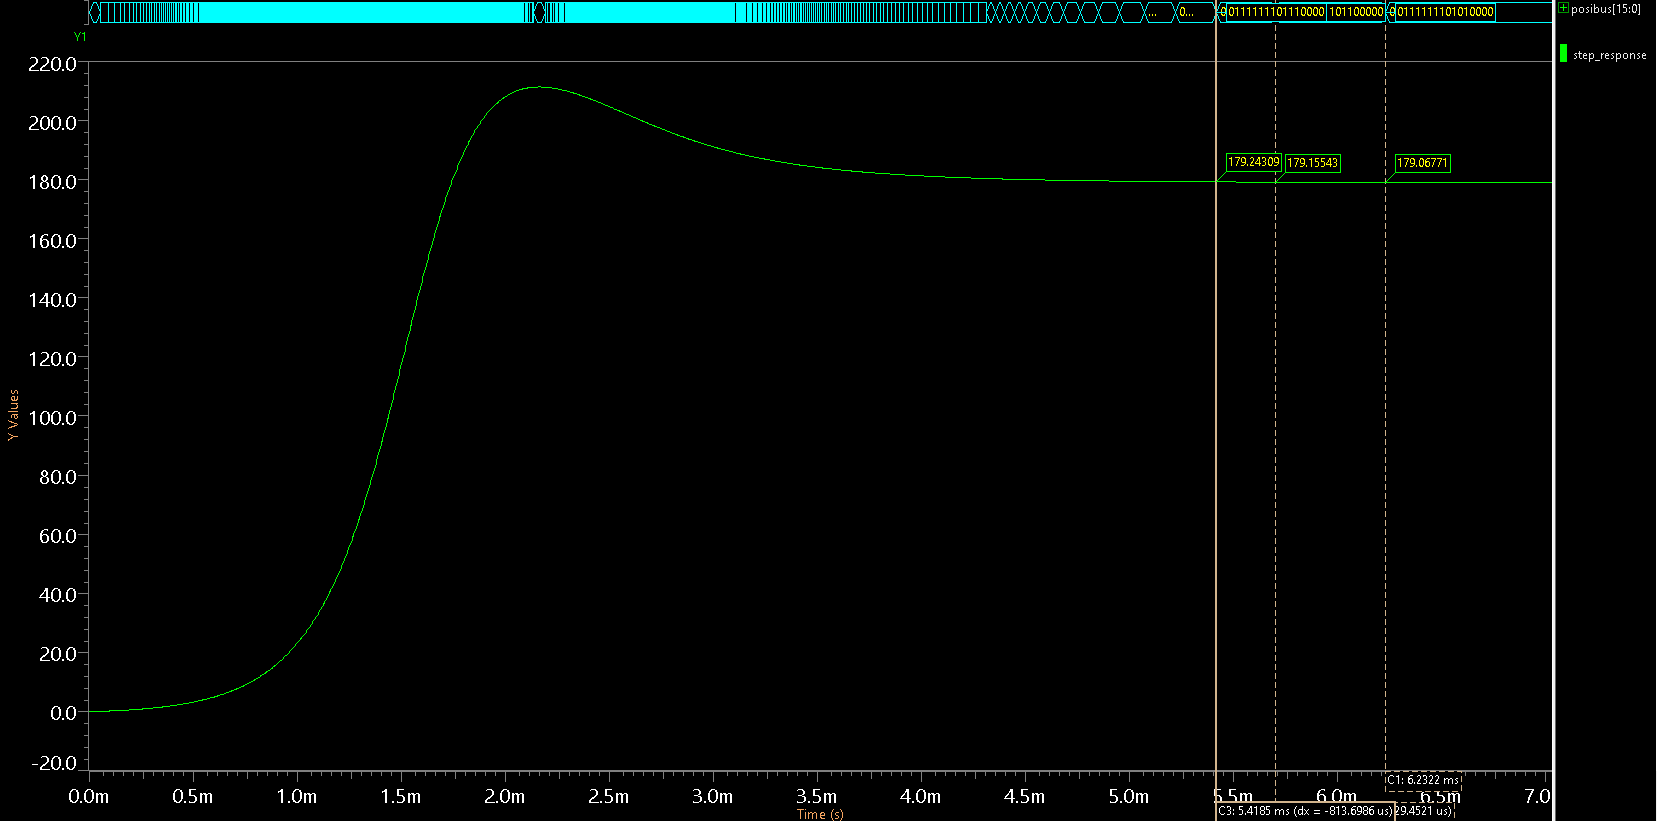 ... 0... 0 0111111101110000 101100000 0 0111111101010000
posibus[15:0]
Y1
step_response
220.0
200.0
180.0
160.0
140.0
120.0
100.0
80.0
60.0
40.0
20.0
0.0
-20.0
Y Values
179.24309 179.15543 179.06771
C1: 6.2322 ms
0.0m 0.5m 1.0m 1.5m 2.0m 2.5m 3.0m 3.5m 4.0m 4.5m 5.0m 5.5m 6.0m 6.5m 7.0
Time (s)
C3: 5.4185 ms (dx = -813.6986 us) 29.4521 us)